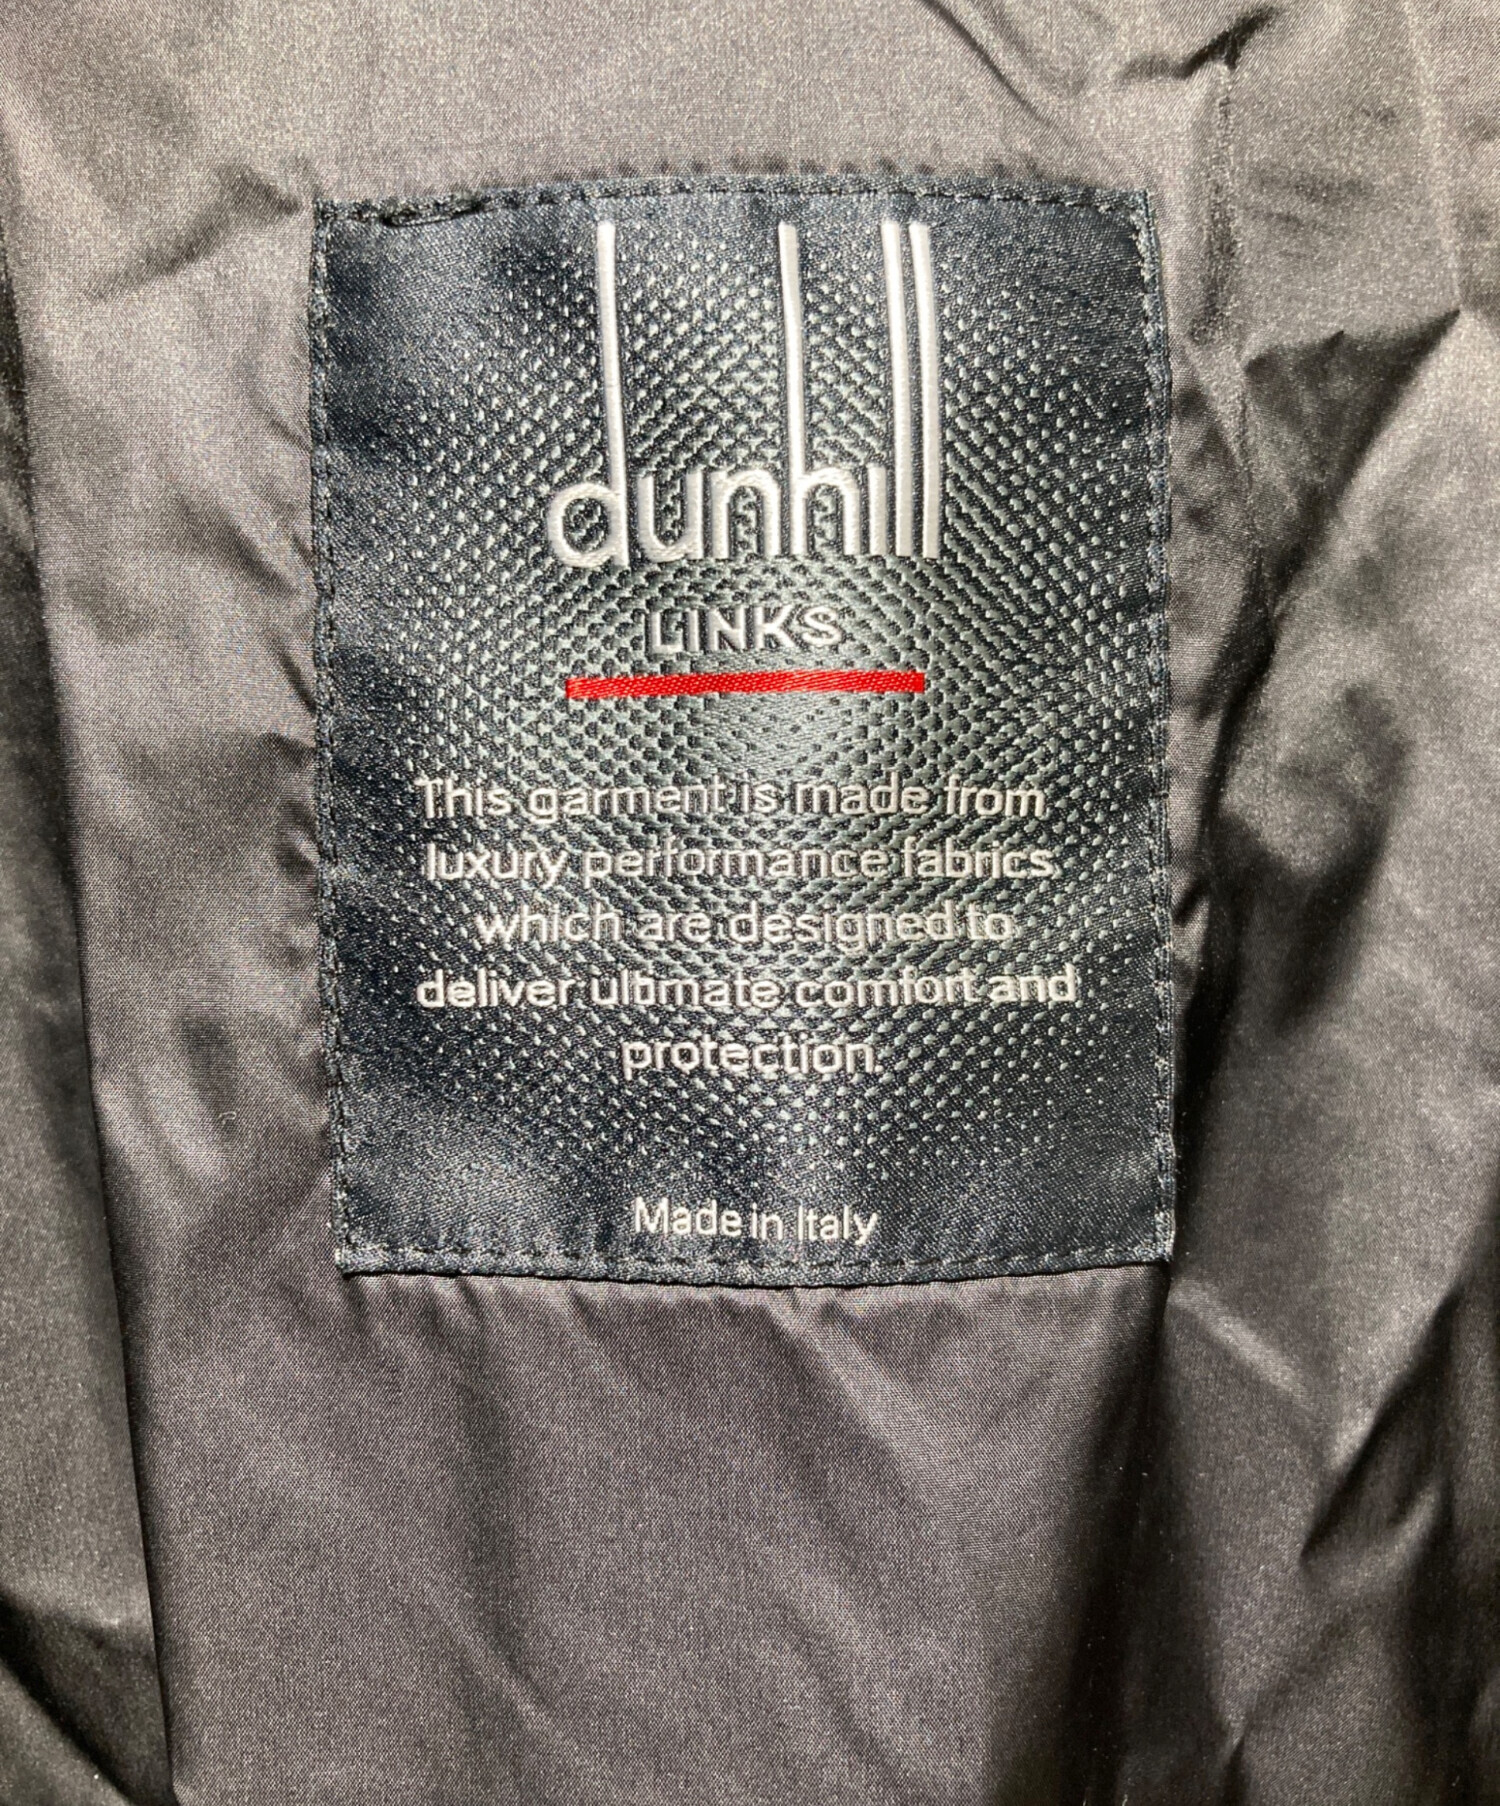 dunhill
LINKS
This garment is made from
luxury performance fabrics
which are designed to
deliver ultimate comfort and
protection.
Made in Italy